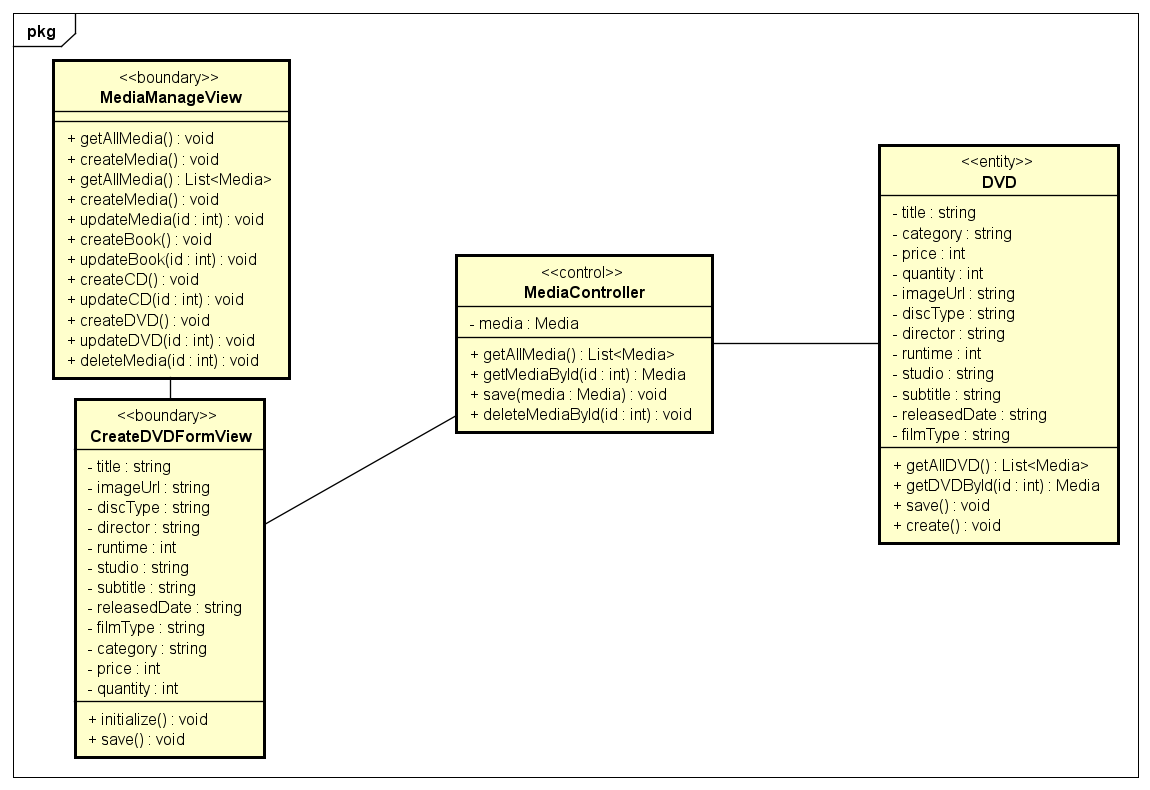 pkg
<<boundary>>
MediaManageView
+ getAllMedia() : void
+ createMedia() : void
+ getAllMedia() : List<Media>
+ createMedia() : void
+ updateMedia(id : int) : void
+ createBook() : void
+ updateBook(id : int) : void
+ createCD() : void
+ updateCD(id : int) : void
+ createDVD() : void
+ updateDVD(id : int) : void
+ deleteMedia(id : int) : void
<<boundary>>
CreateDVDFormView
- title : string
- imageUrl : string
- discType : string
- director : string
- runtime : int
- studio : string
- subtitle : string
- releasedDate : string
- filmType : string
- category : string
- price : int
- quantity : int
+ initialize() : void
+ save() : void
<<control>>
MediaController
- media : Media
+ getAllMedia() : List<Media>
+ getMediaById(id : int) : Media
+ save(media : Media) : void
+ deleteMediaById(id : int) : void
<<entity>>
DVD
- title : string
- category : string
- price : int
- quantity : int
- imageUrl : string
- discType : string
- director : string
- runtime : int
- studio : string
- subtitle : string
- releasedDate : string
- filmType : string
+ getAllDVD() : List<Media>
+ getDVDById(id : int) : Media
+ save() : void
+ create() : void